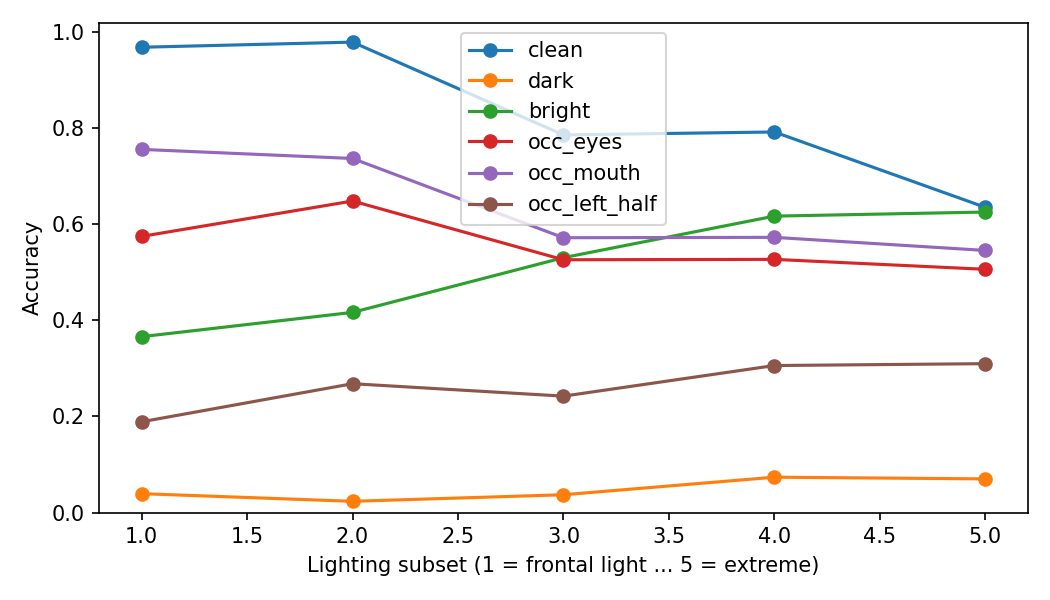 1.0
0.8
0.6
0.4
0.2
0.0
Accuracy
clean
dark
bright
occ_eyes
occ_mouth
occ_left_half
1.0 1.5 2.0 2.5 3.0 3.5 4.0 4.5 5.0
Lighting subset (1 = frontal light ... 5 = extreme)